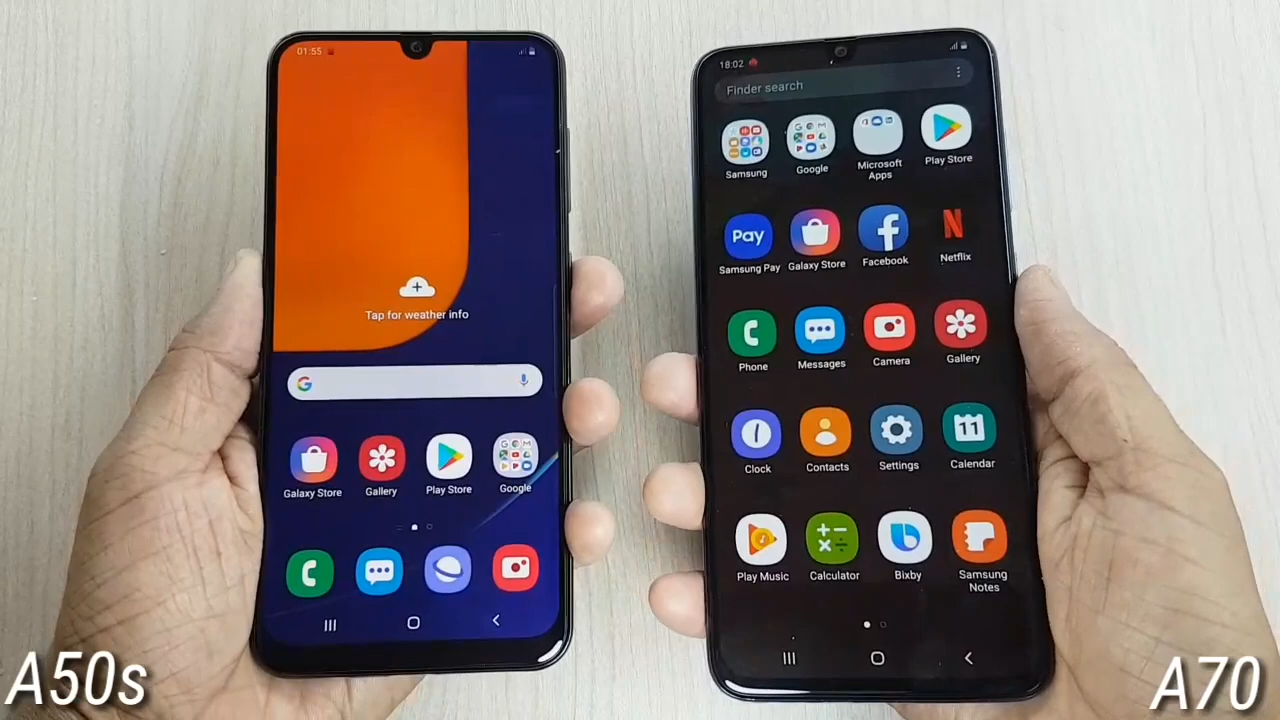 01:55
Tap for weather info
Galaxy Store
Gallery
Play Store
Google
18:02
Finder search
Samsung
Google
Microsoft
Apps
Play Store
Pay
Samsung Pay
Galaxy Store
Facebook
Netflix
Phone
Messages
Camera
Gallery
Clock
Contacts
Settings
11
Calendar
Play Music
Calculator
Bixby
Samsung
Notes
A50s
A70